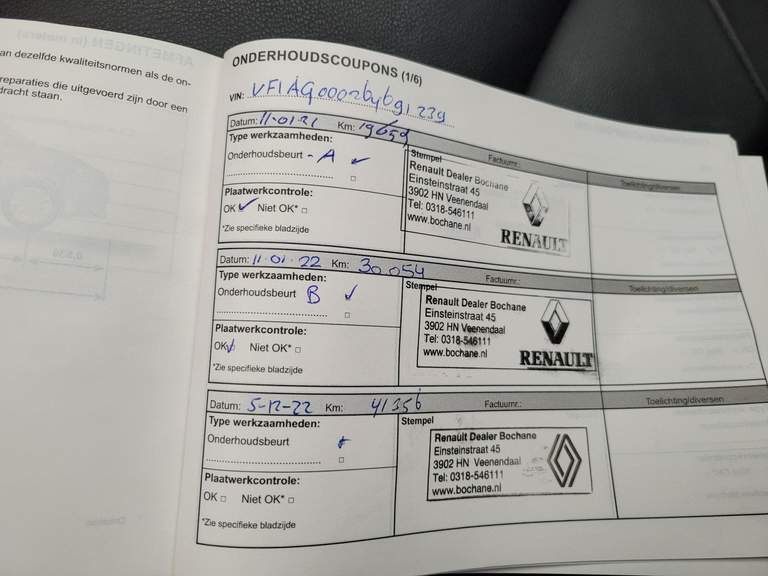 AFMETINGEN (in meters)
an dezelfde kwaliteitsnormen als de on-
reparaties die uitgevoerd zijn door een
dracht staan.
ONDERHOUDSCOUPONS (1/6)
VIN:
Datum: 11-01-21 Km: 19659 Factuurnr.: Toelichting/diversen
Type werkzaamheden:
Onderhoudsbeurt - A ✓
Plaatwerkcontrole:
OK ✓ Niet OK* □
*Zie specifieke bladzijde
Stempel
Renault Dealer Bochane
Einsteinstraat 45
3902 HN Veenendaal
Tel: 0318-546111
www.bochane.nl
RENAULT
Datum: 11-01-22 Km: 30054 Factuurnr.: Toelichting/diversen
Type werkzaamheden:
Onderhoudsbeurt B ✓
Plaatwerkcontrole:
OK ✓ Niet OK* □
*Zie specifieke bladzijde
Stempel
Renault Dealer Bochane
Einsteinstraat 45
3902 HN Veenendaal
Tel: 0318-546111
www.bochane.nl
RENAULT
Datum: 5-12-22 Km: 41356 Factuurnr.: Toelichting/diversen
Type werkzaamheden:
Onderhoudsbeurt
Plaatwerkcontrole:
OK □ Niet OK* □
*Zie specifieke bladzijde
Stempel
Renault Dealer Bochane
Einsteinstraat 45
3902 HN Veenendaal
Tel: 0318-546111
www.bochane.nl